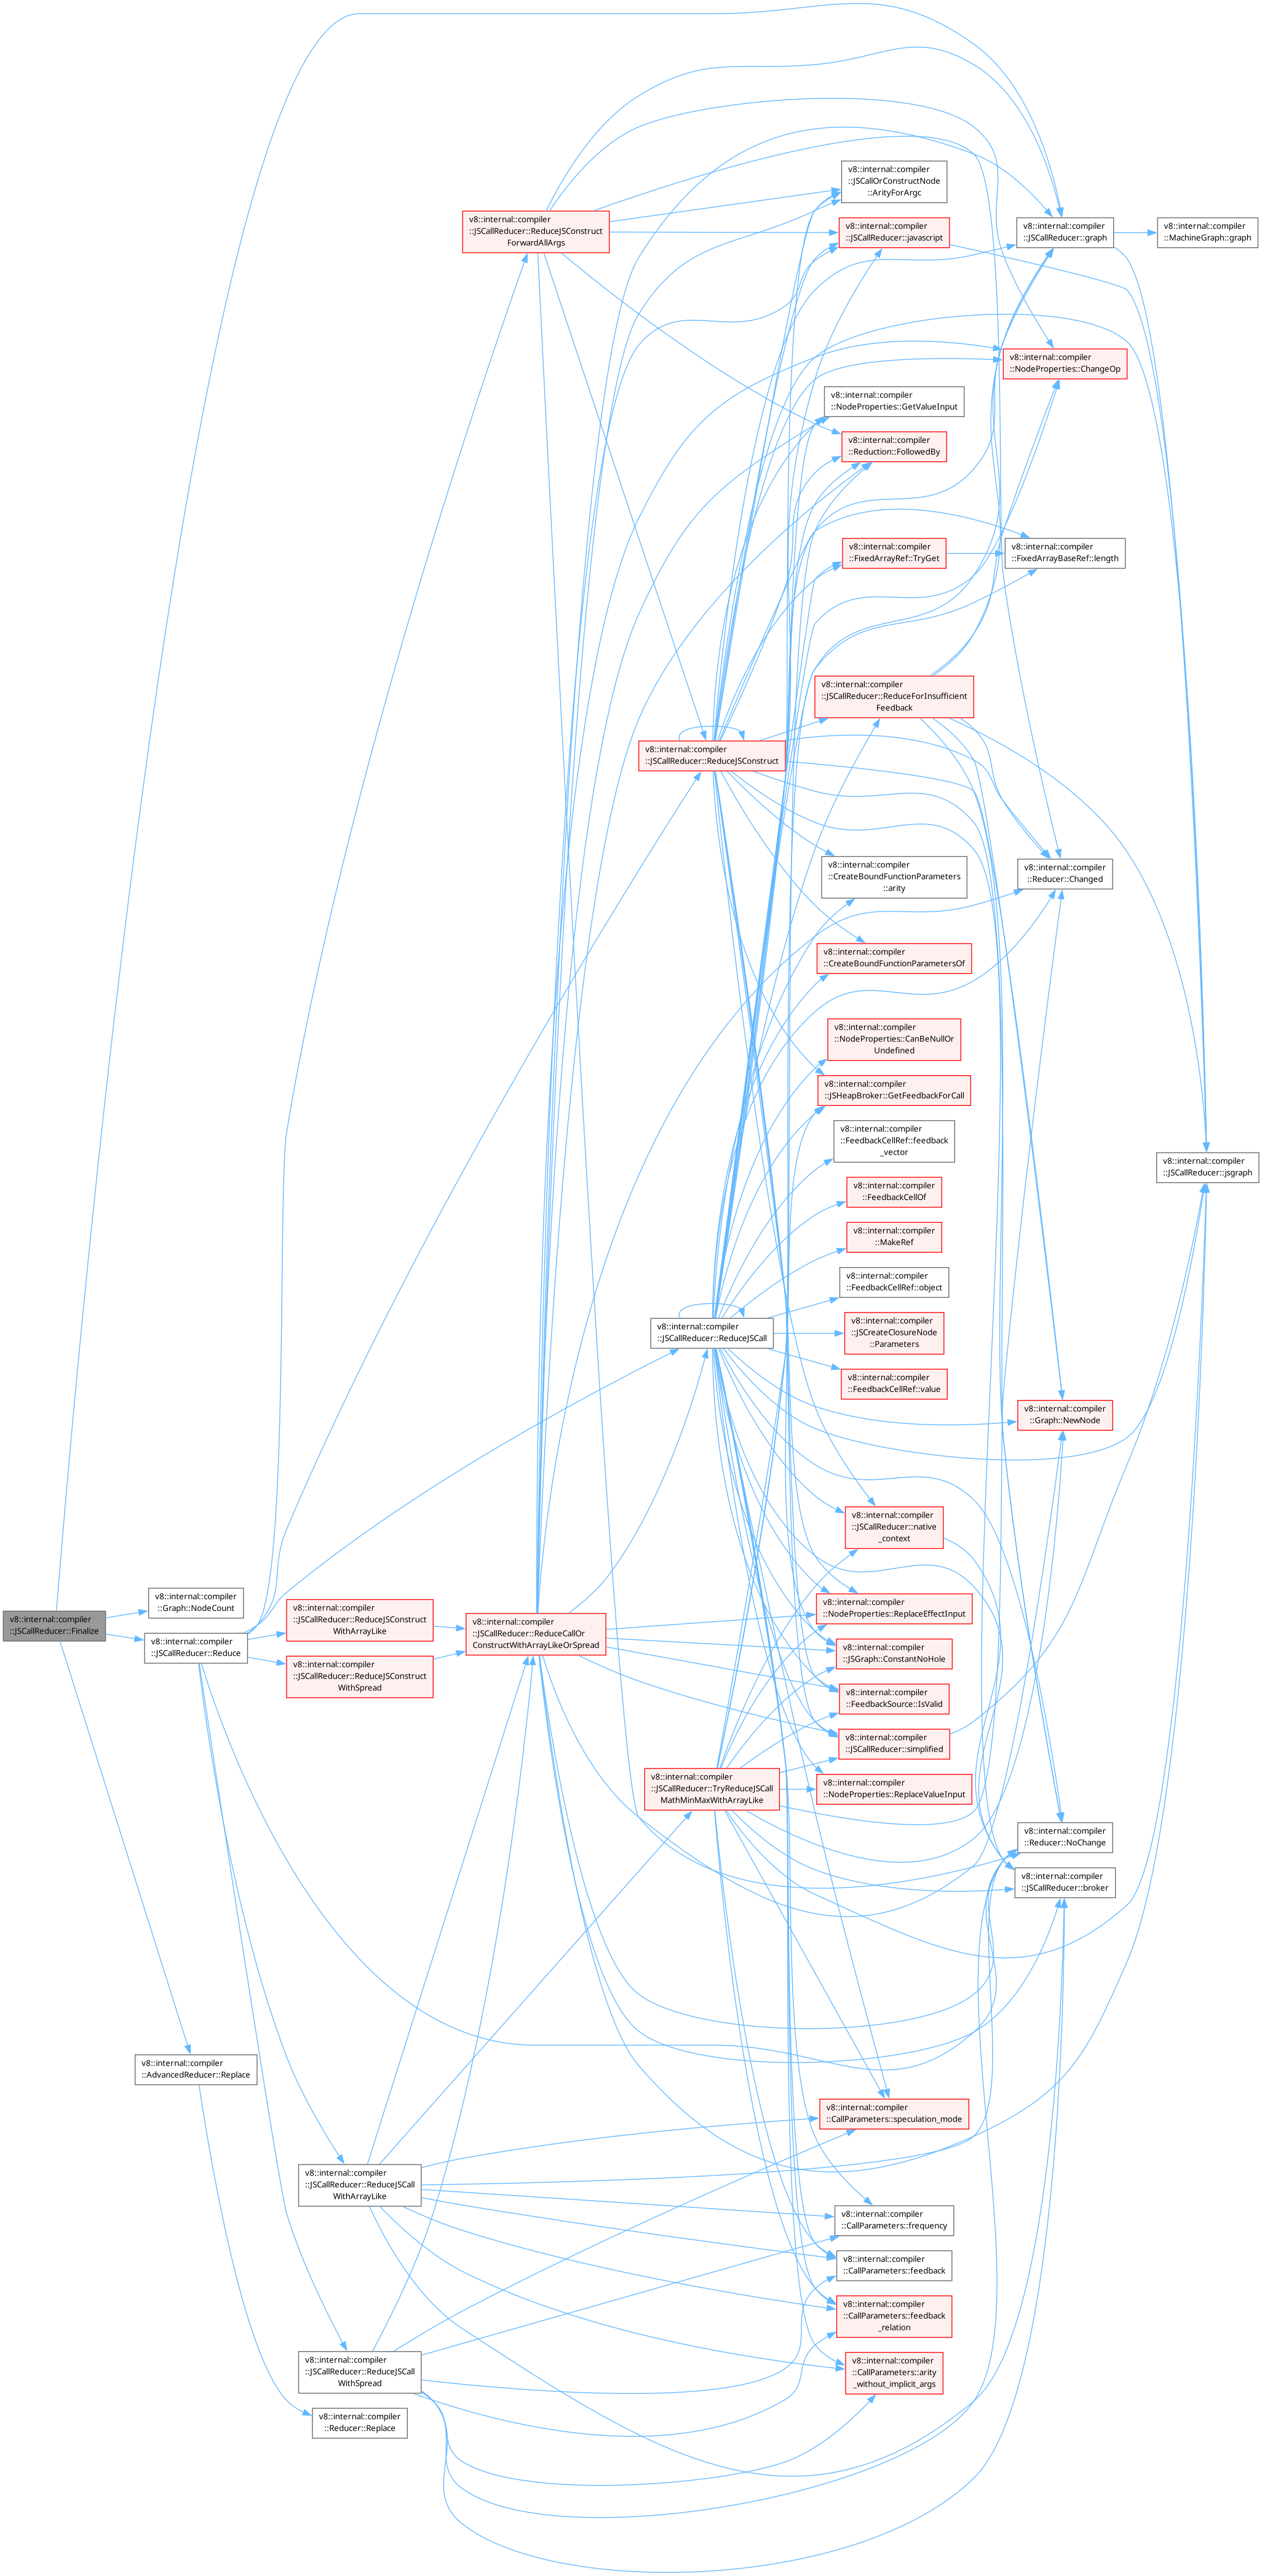 v8::internal::compiler
::JSCallReducer::Finalize
v8::internal::compiler
::Graph::NodeCount
v8::internal::compiler
::JSCallReducer::Reduce
v8::internal::compiler
::AdvancedReducer::Replace
v8::internal::compiler
::JSCallReducer::ReduceJSConstruct
WithArrayLike
v8::internal::compiler
::JSCallReducer::ReduceJSConstruct
WithSpread
v8::internal::compiler
::JSCallReducer::ReduceJSCall
WithArrayLike
v8::internal::compiler
::JSCallReducer::ReduceJSCall
WithSpread
v8::internal::compiler
::Reducer::Replace
v8::internal::compiler
::JSCallReducer::ReduceJSConstruct
ForwardAllArgs
v8::internal::compiler
::JSCallReducer::ReduceCallOr
ConstructWithArrayLikeOrSpread
v8::internal::compiler
::JSCallReducer::ReduceJSConstruct
v8::internal::compiler
::JSCallReducer::ReduceJSCall
v8::internal::compiler
::JSCallReducer::TryReduceJSCall
MathMinMaxWithArrayLike
v8::internal::compiler
::JSCallOrConstructNode
::ArityForArgc
v8::internal::compiler
::JSCallReducer::javascript
v8::internal::compiler
::NodeProperties::GetValueInput
v8::internal::compiler
::Reduction::FollowedBy
v8::internal::compiler
::FixedArrayRef::TryGet
v8::internal::compiler
::JSCallReducer::ReduceForInsufficient
Feedback
v8::internal::compiler
::CreateBoundFunctionParameters
::arity
v8::internal::compiler
::CreateBoundFunctionParametersOf
v8::internal::compiler
::NodeProperties::CanBeNullOr
Undefined
v8::internal::compiler
::JSHeapBroker::GetFeedbackForCall
v8::internal::compiler
::FeedbackCellRef::feedback
_vector
v8::internal::compiler
::FeedbackCellOf
v8::internal::compiler
::MakeRef
v8::internal::compiler
::FeedbackCellRef::object
v8::internal::compiler
::JSCreateClosureNode
::Parameters
v8::internal::compiler
::FeedbackCellRef::value
v8::internal::compiler
::JSCallReducer::native
_context
v8::internal::compiler
::NodeProperties::ReplaceEffectInput
v8::internal::compiler
::JSGraph::ConstantNoHole
v8::internal::compiler
::FeedbackSource::IsValid
v8::internal::compiler
::JSCallReducer::simplified
v8::internal::compiler
::NodeProperties::ReplaceValueInput
v8::internal::compiler
::CallParameters::speculation_mode
v8::internal::compiler
::CallParameters::frequency
v8::internal::compiler
::CallParameters::feedback
v8::internal::compiler
::CallParameters::feedback
_relation
v8::internal::compiler
::CallParameters::arity
_without_implicit_args
v8::internal::compiler
::JSCallReducer::graph
v8::internal::compiler
::NodeProperties::ChangeOp
v8::internal::compiler
::FixedArrayBaseRef::length
v8::internal::compiler
::Reducer::Changed
v8::internal::compiler
::Graph::NewNode
v8::internal::compiler
::Reducer::NoChange
v8::internal::compiler
::JSCallReducer::broker
v8::internal::compiler
::MachineGraph::graph
v8::internal::compiler
::JSCallReducer::jsgraph